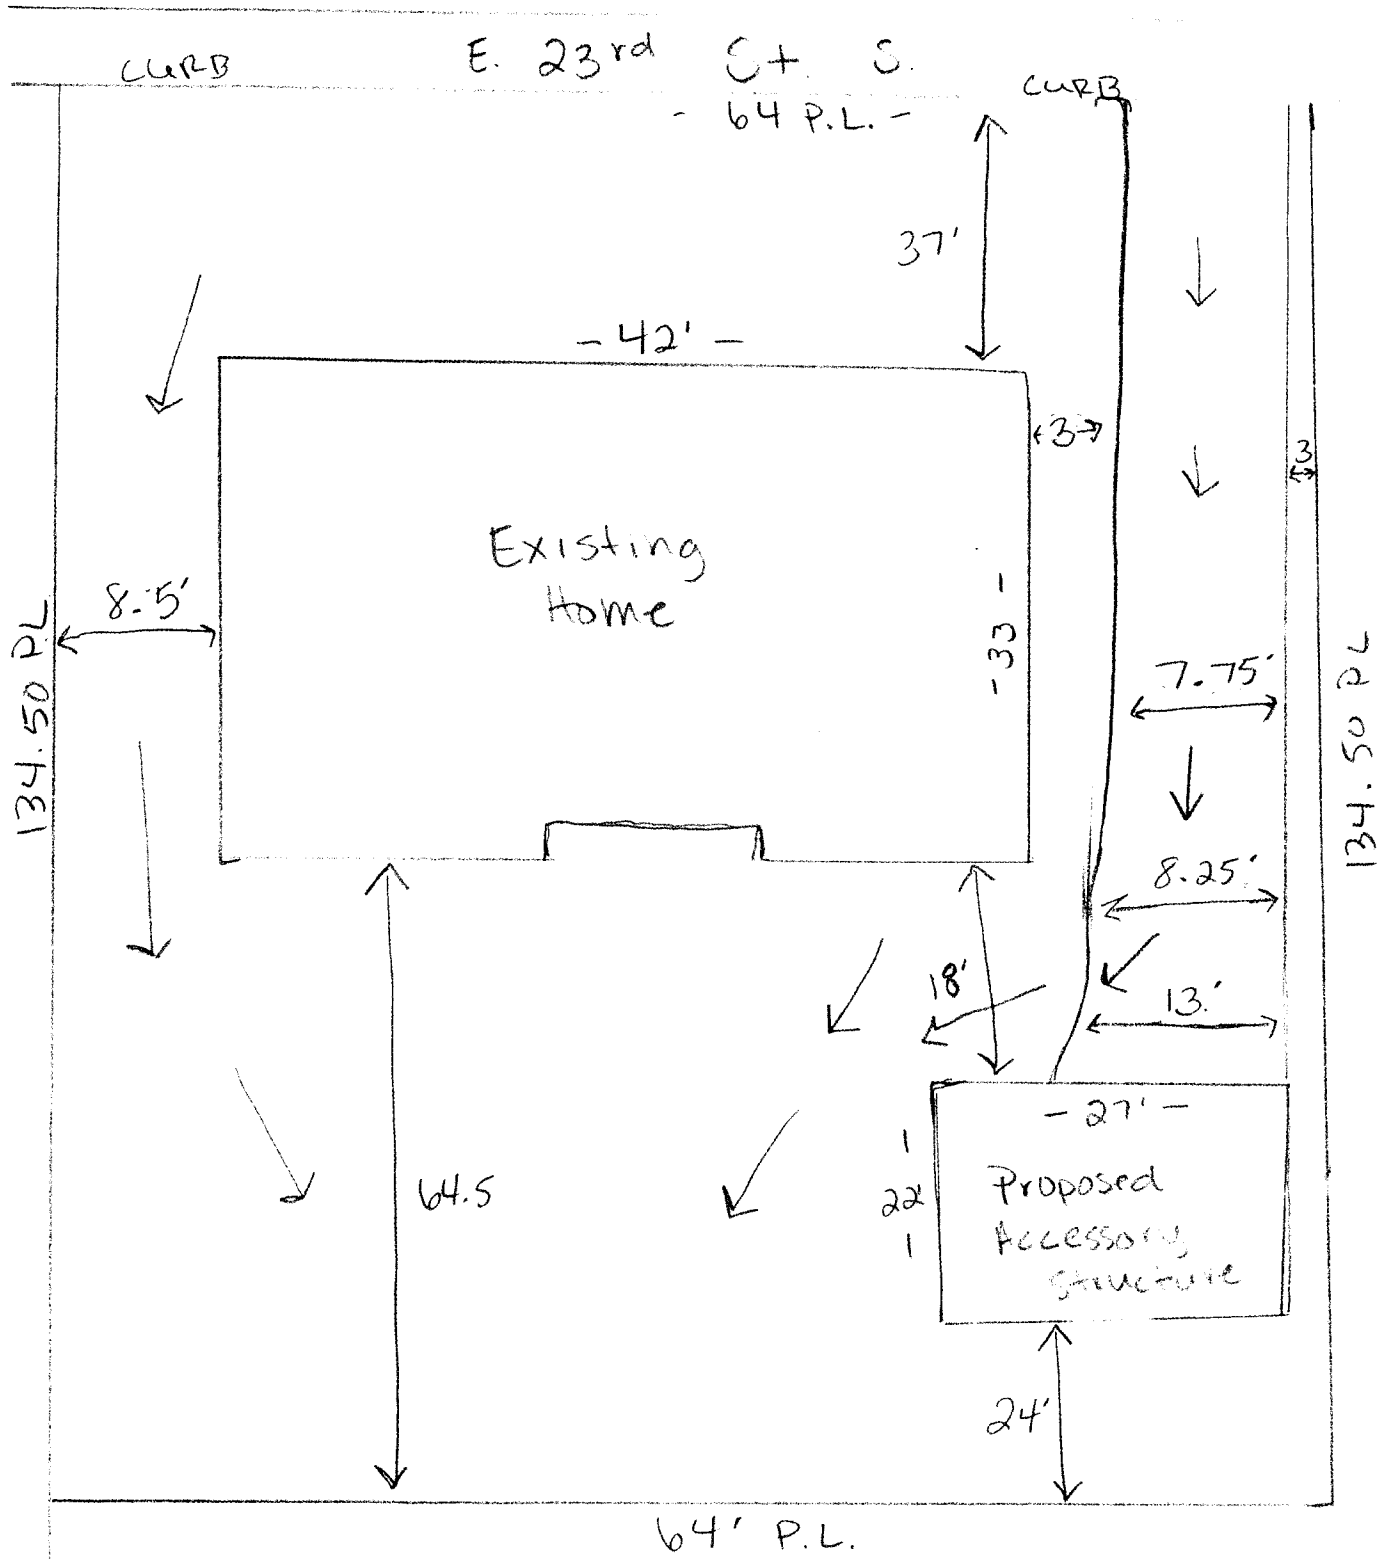 E. 23rd St. S.
CURB
CURB
- 64 P.L. -
37'
- 42' -
3
3
Existing
Home
8.5'
- 33 -
134.50 PL
134.50 PL
7.75'
8.25'
18'
13.'
- 27' -
- 22' -
Proposed
Accessory
Structure
64.5
24'
64' P.L.